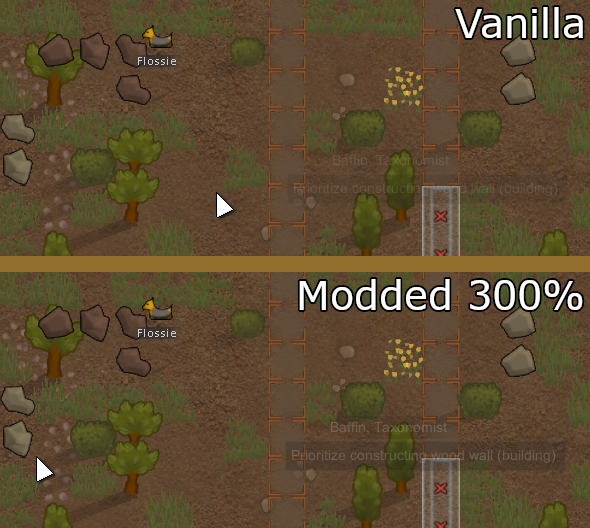 Vanilla
Flossie
Baffin, Taxonomist
Prioritize constructing wood wall (building)
Modded 300%
Flossie
Baffin, Taxonomist
Prioritize constructing wood wall (building)